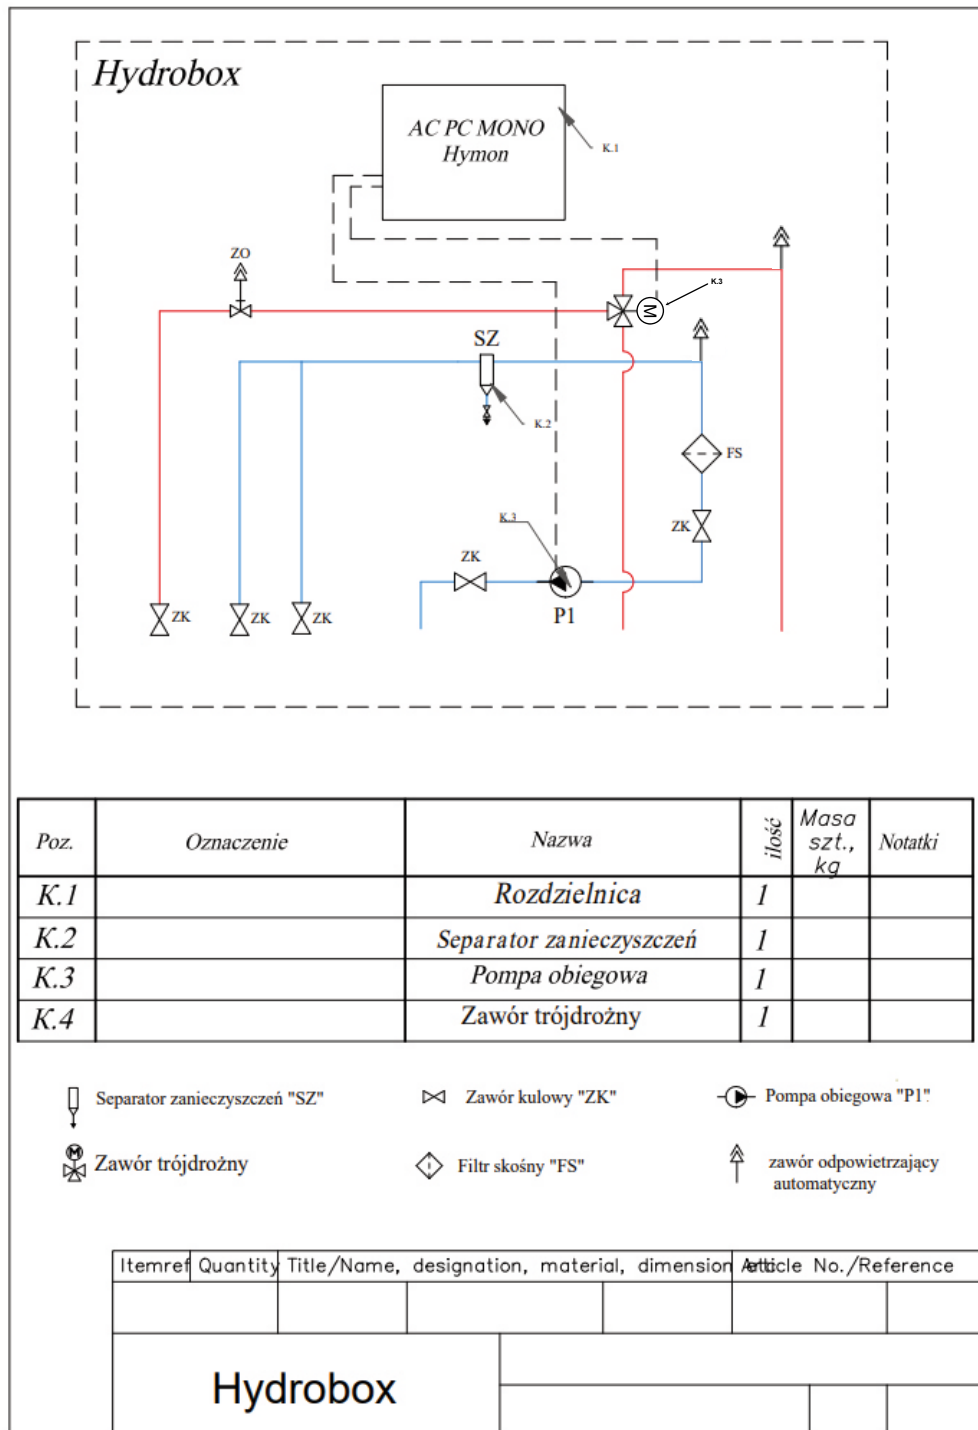 Hydrobox
AC PC MONO
Hymon
K.1
ZO
K.3
M
SZ
K.2
FS
K.3
ZK
ZK
P1
ZK
ZK
ZK
Poz. Oznaczenie Nazwa ilość Masa szt., kg Notatki
K.1 Rozdzielnica 1
K.2 Separator zanieczyszczeń 1
K.3 Pompa obiegowa 1
K.4 Zawór trójdrożny 1
Separator zanieczyszczeń "SZ"
Zawór kulowy "ZK"
Pompa obiegowa "P1"
M
Zawór trójdrożny
Filtr skośny "FS"
zawór odpowietrzający
automatyczny
Itemref Quantity Title/Name, designation, material, dimension Article No./Reference
Hydrobox